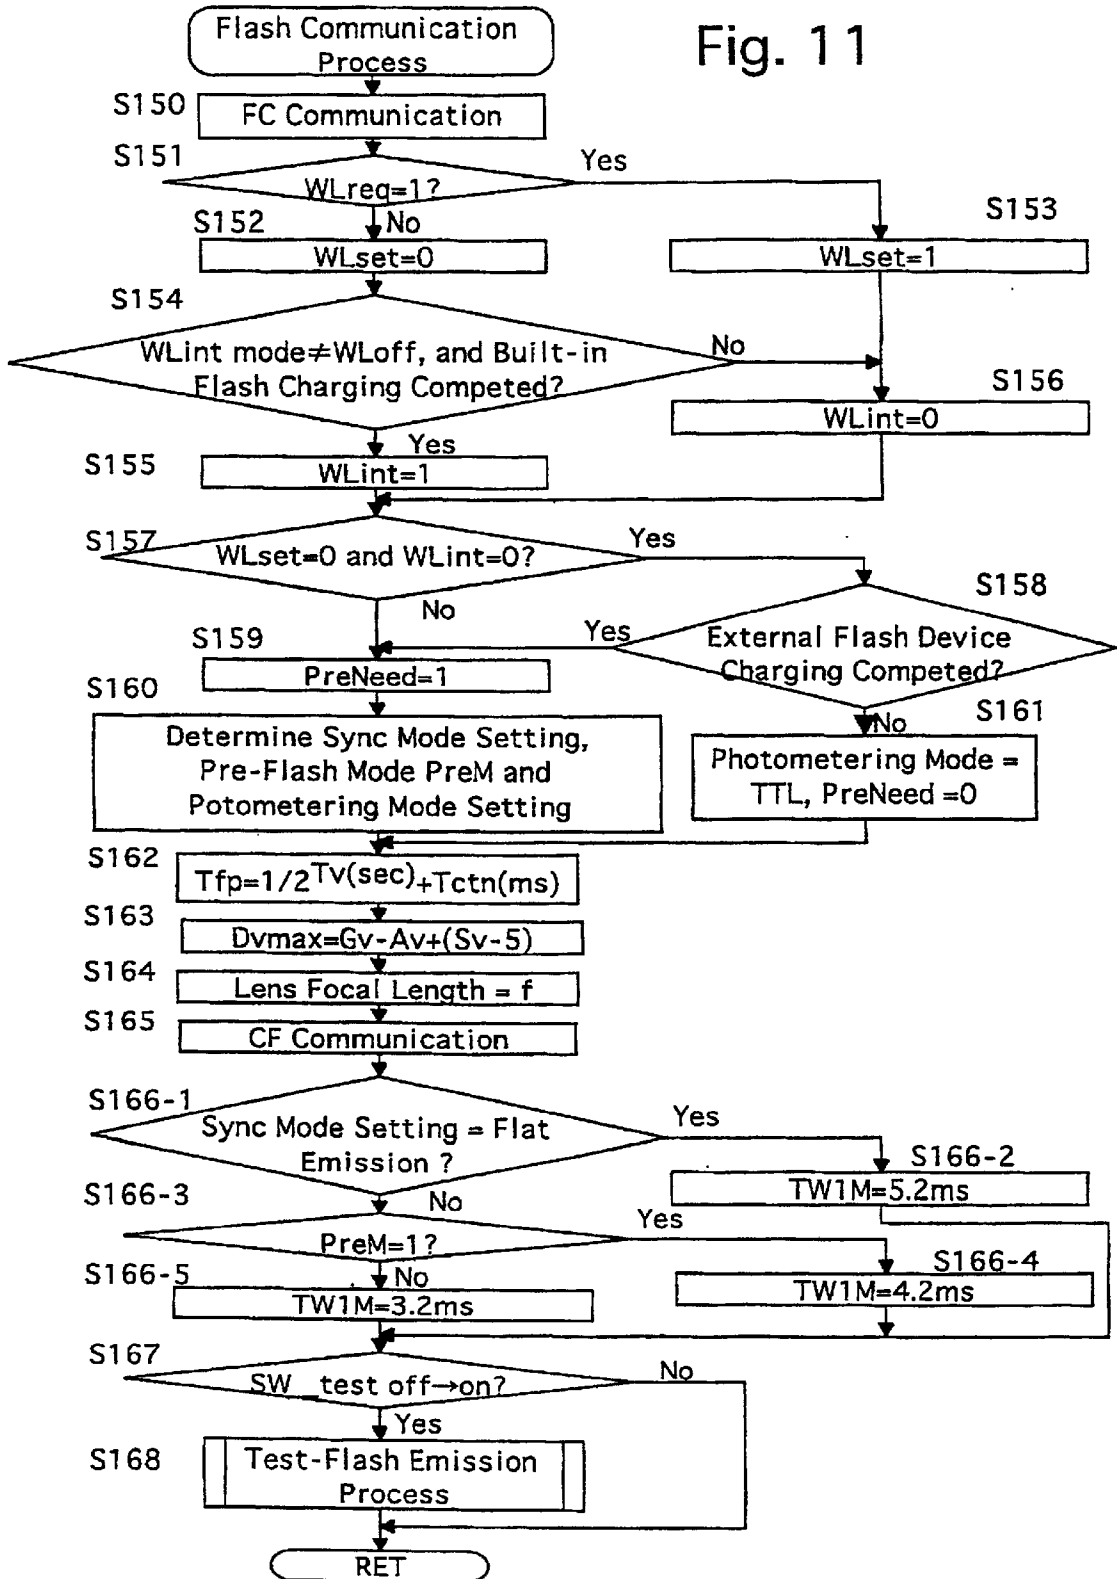 Fig. 11
Flash Communication
Process
S150
FC Communication
S151
WLreq=1?
Yes
No
S152
WLset=0
S153
WLset=1
S154
WLint mode≠WLoff, and Built-in
Flash Charging Competed?
No
Yes
S156
WLint=0
S155
WLint=1
S157
WLset=0 and WLint=0?
Yes
No
S158
External Flash Device
Charging Competed?
Yes
No
S159
PreNeed=1
S160
Determine Sync Mode Setting,
Pre-Flash Mode PreM and
Potometering Mode Setting
S161
Photometering Mode =
TTL, PreNeed =0
S162
Tfp=1/2^Tv(sec)+Tctn(ms)
S163
Dvmax=Gv-Av+(Sv-5)
S164
Lens Focal Length = f
S165
CF Communication
S166-1
Sync Mode Setting = Flat
Emission ?
Yes
No
S166-2
TW1M=5.2ms
S166-3
PreM=1?
Yes
No
S166-4
TW1M=4.2ms
S166-5
TW1M=3.2ms
S167
SW_test off→on?
No
Yes
S168
Test-Flash Emission
Process
RET